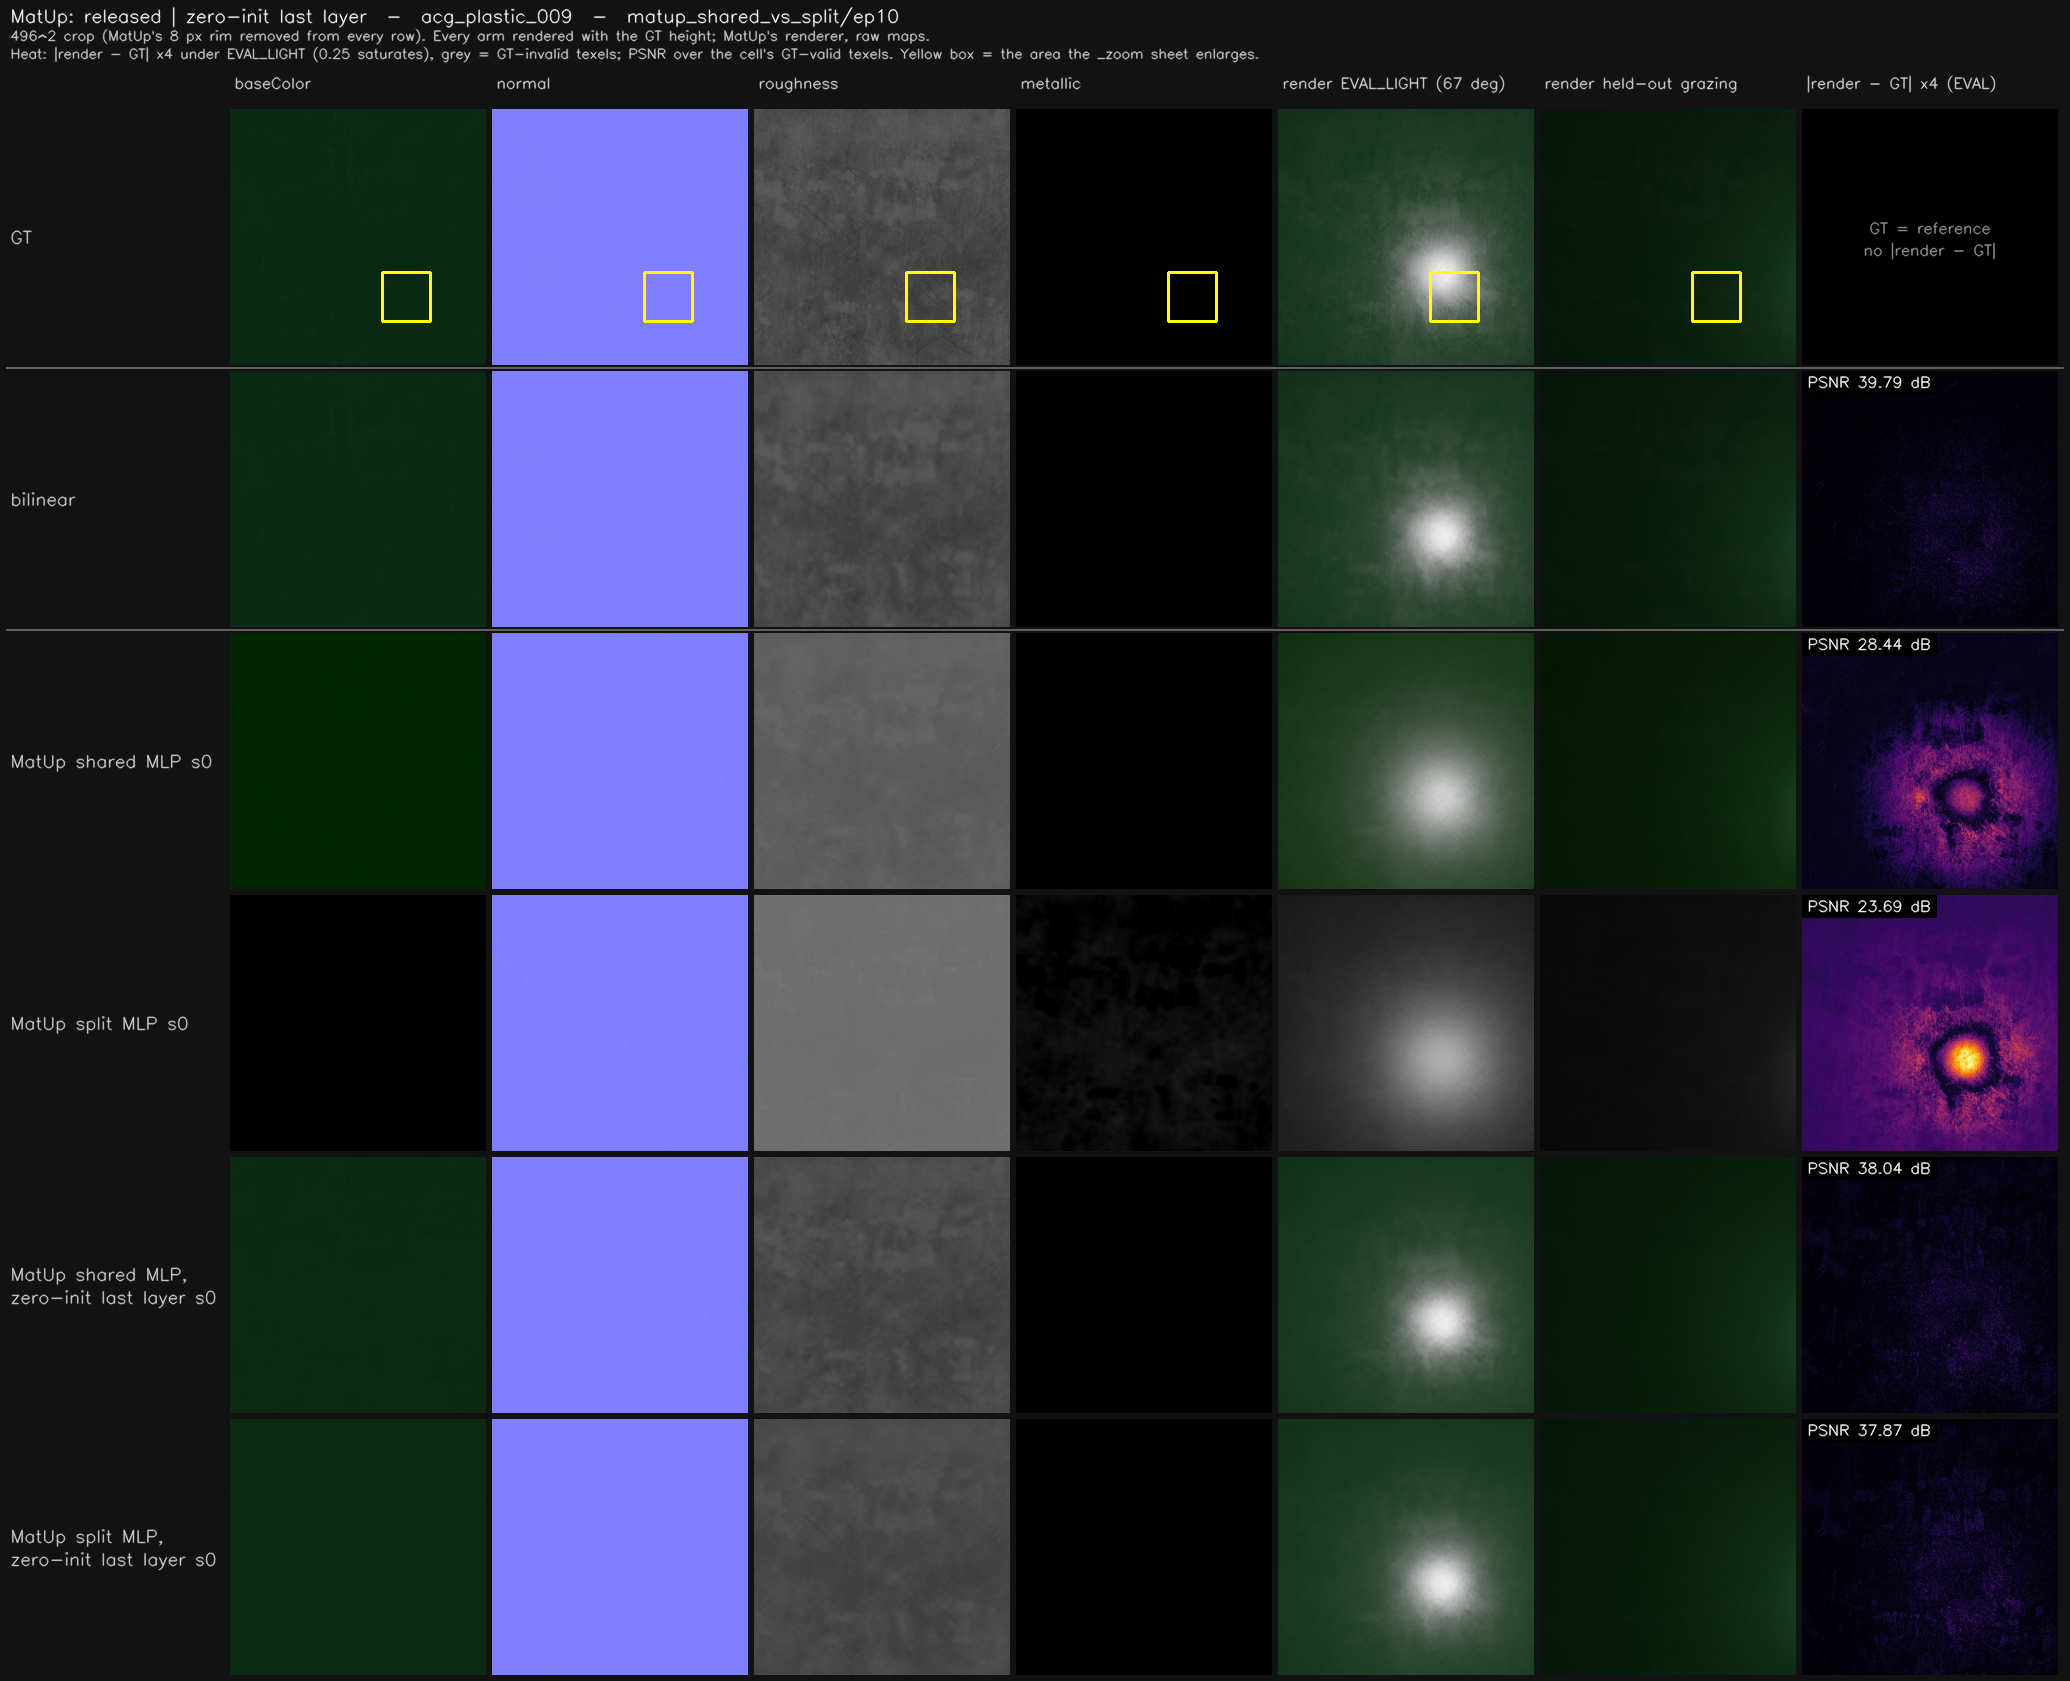 MatUp: released | zero-init last layer  –  acg_plastic_009  –  matup_shared_vs_split/ep10
496^2 crop (MatUp's 8 px rim removed from every row). Every arm rendered with the GT height; MatUp's renderer, raw maps.
Heat: |render - GT| x4 under EVAL_LIGHT (0.25 saturates), grey = GT-invalid texels; PSNR over the cell's GT-valid texels. Yellow box = the area the _zoom sheet enlarges.
baseColor
normal
roughness
metallic
render EVAL_LIGHT (67 deg)
render held-out grazing
|render - GT| x4 (EVAL)
GT
GT = reference
no |render - GT|
bilinear
PSNR 39.79 dB
MatUp shared MLP s0
PSNR 28.44 dB
MatUp split MLP s0
PSNR 23.69 dB
MatUp shared MLP,
zero-init last layer s0
PSNR 38.04 dB
MatUp split MLP,
zero-init last layer s0
PSNR 37.87 dB